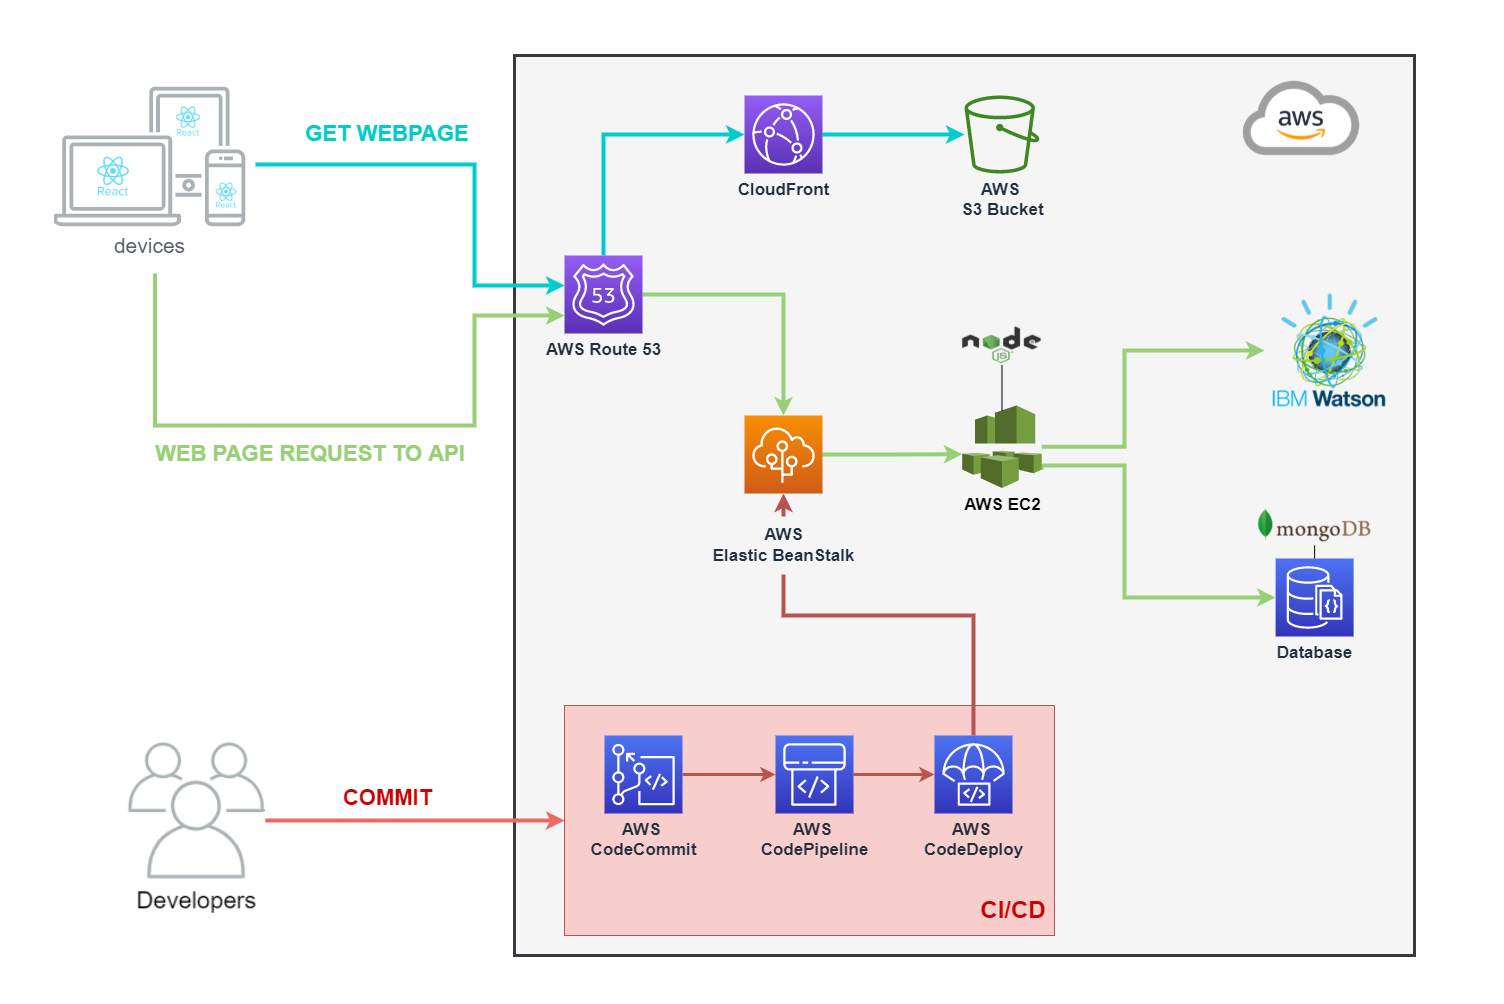 React
React
React
devices
GET WEBPAGE
CloudFront
AWS
S3 Bucket
aws
53
AWS Route 53
WEB PAGE REQUEST TO API
node
JS
IBM Watson
AWS EC2
AWS
Elastic BeanStalk
mongoDB
{}
Database
COMMIT
Developers
</>
AWS
CodeCommit
</>
AWS
CodePipeline
</>
AWS
CodeDeploy
CI/CD